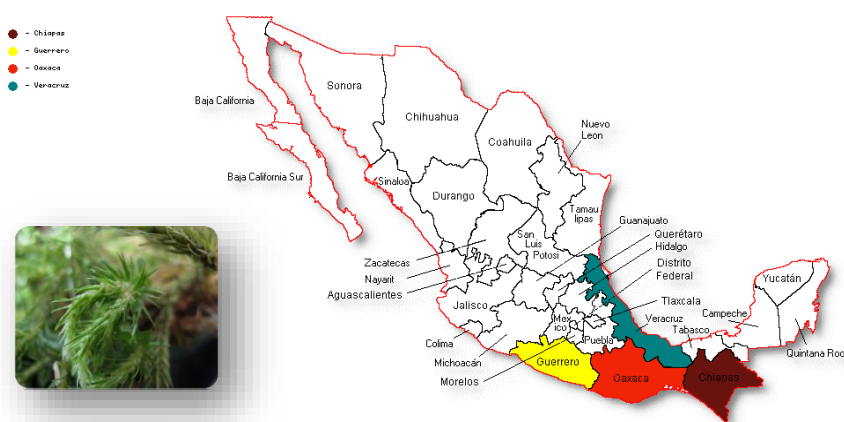 - Chiapas
- Guerrero
- Oaxaca
- Veracruz
Baja California
Sonora
Chihuahua
Coahuila
Nuevo
Leon
Baja California Sur
Sinaloa
Durango
Tamau
lipas
San
Luis
Potosi
Guanajuato
Querétaro
Hidalgo
Distrito
Federal
Zacatecas
Nayarit
Aguascalientes
Tlaxcala
Jalisco
Mex
ico
Puebla
Veracruz
Tabasco
Campeche
Yucatán
Quintana Roo
Colima
Michoacán
Morelos
Guerrero
Oaxaca
Chiapas